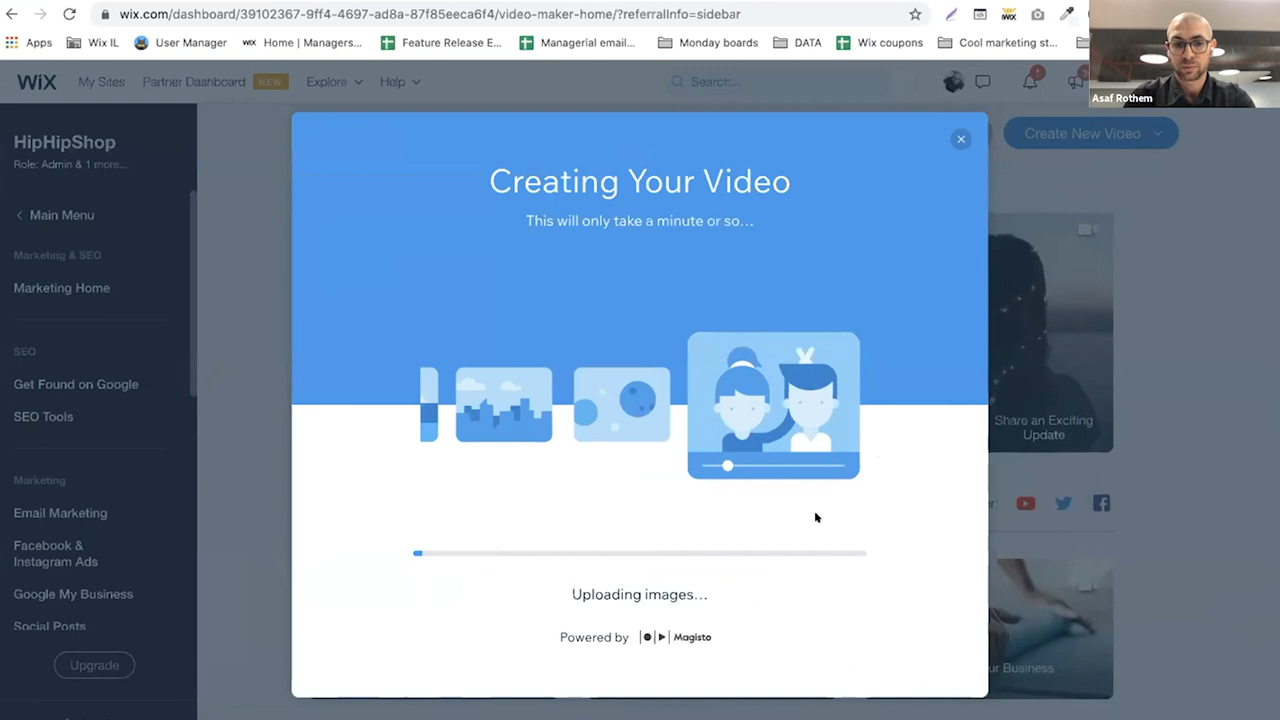 wix.com/dashboard/39102367-9ff4-4697-ad8a-87f85eeca6f4/video-maker-home/?referralInfo=sidebar
Apps Wix IL User Manager WiX Home | Managers... Feature Release E... Managerial email... Monday boards DATA Wix coupons Cool marketing st...
Asaf Rothem
WiX My Sites Partner Dashboard NEW Explore Help Search...
HipHipShop
Role: Admin & 1 more...
Main Menu
Marketing & SEO
Marketing Home
SEO
Get Found on Google
SEO Tools
Marketing
Email Marketing
Facebook &
Instagram Ads
Google My Business
Social Posts
Upgrade
Create New Video
Creating Your Video
This will only take a minute or so...
Uploading images...
Powered by Magisto
Share an Exciting
Update
ur Business